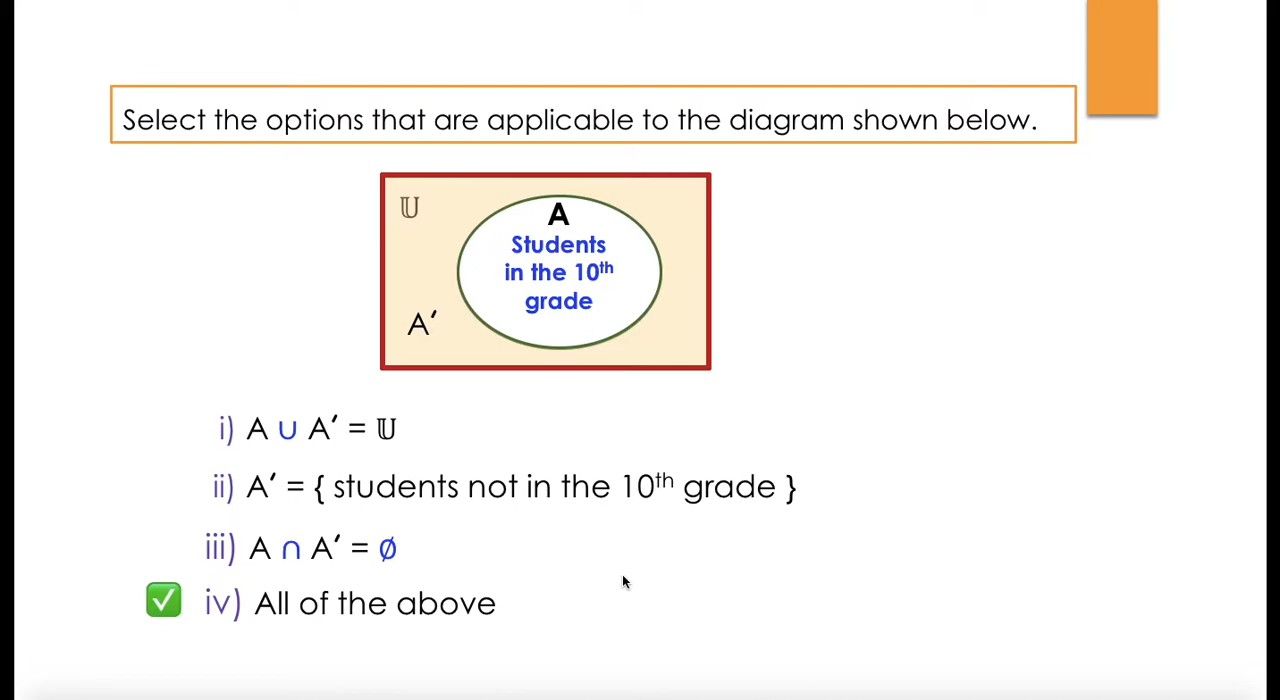 Select the options that are applicable to the diagram shown below.
𝕌
A
Students
in the 10th
grade
A′
i) A ∪ A′ = 𝕌
ii) A′ = { students not in the 10th grade }
iii) A ∩ A′ = ∅
iv) All of the above